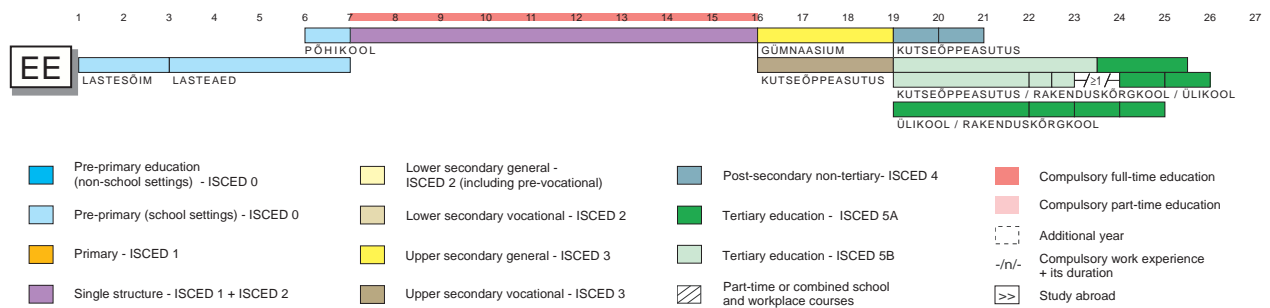 1 2 3 4 5 6 7 8 9 10 11 12 13 14 15 16 17 18 19 20 21 22 23 24 25 26 27
PÕHIKOOL GÜMNAASIUM KUTSEÕPPEASUTUS
EE
LASTESÕIM LASTEAED KUTSEÕPPEASUTUS -/≥1/-
KUTSEÕPPEASUTUS / RAKENDUSKÕRGKOOL / ÜLIKOOL
ÜLIKOOL / RAKENDUSKÕRGKOOL
Pre-primary education
(non-school settings) - ISCED 0
Pre-primary (school settings) - ISCED 0
Primary - ISCED 1
Single structure - ISCED 1 + ISCED 2
Lower secondary general -
ISCED 2 (including pre-vocational)
Lower secondary vocational - ISCED 2
Upper secondary general - ISCED 3
Upper secondary vocational - ISCED 3
Post-secondary non-tertiary- ISCED 4
Tertiary education - ISCED 5A
Tertiary education - ISCED 5B
Part-time or combined school
and workplace courses
Compulsory full-time education
Compulsory part-time education
Additional year
-/n/- Compulsory work experience
+ its duration
>> Study abroad